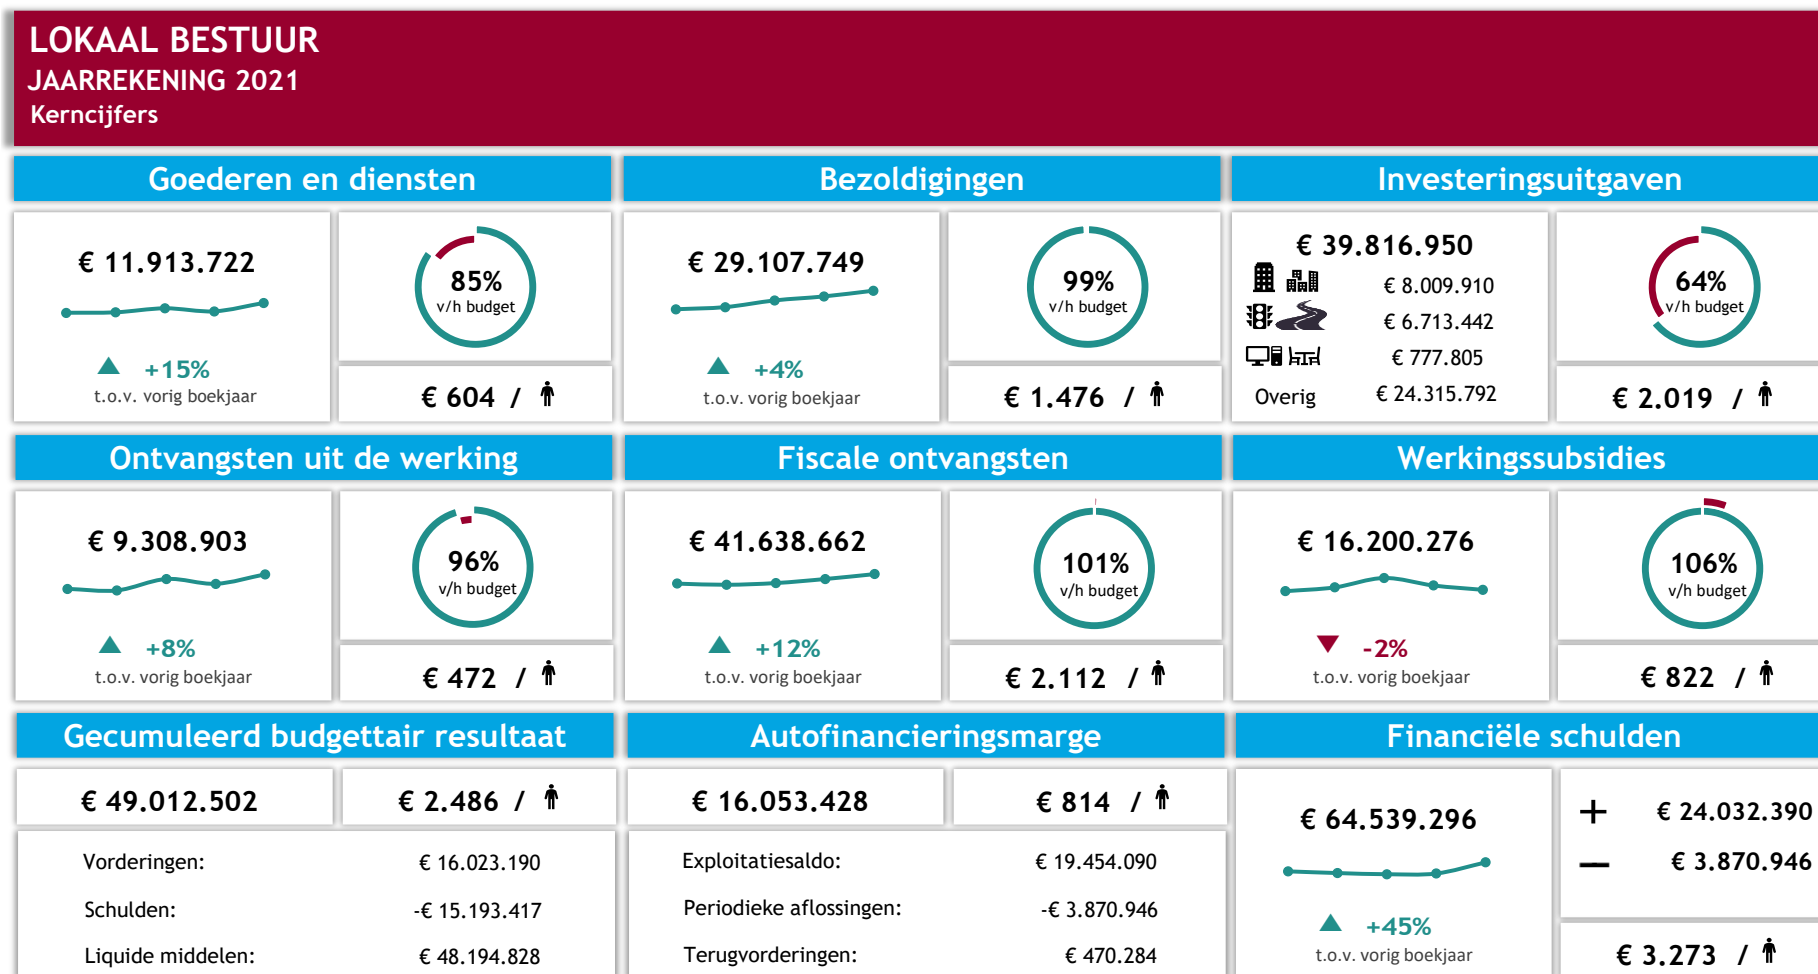 LOKAAL BESTUUR
JAARREKENING 2021
Kerncijfers
Goederen en diensten
€ 11.913.722
+15%
t.o.v. vorig boekjaar
85%
v/h budget
€ 604 /
Bezoldigingen
€ 29.107.749
+4%
t.o.v. vorig boekjaar
99%
v/h budget
€ 1.476 /
Investeringsuitgaven
€ 39.816.950
€ 8.009.910
€ 6.713.442
€ 777.805
Overig € 24.315.792
64%
v/h budget
€ 2.019 /
Ontvangsten uit de werking
€ 9.308.903
+8%
t.o.v. vorig boekjaar
96%
v/h budget
€ 472 /
Fiscale ontvangsten
€ 41.638.662
+12%
t.o.v. vorig boekjaar
101%
v/h budget
€ 2.112 /
Werkingssubsidies
€ 16.200.276
-2%
t.o.v. vorig boekjaar
106%
v/h budget
€ 822 /
Gecumuleerd budgettair resultaat
€ 49.012.502
€ 2.486 /
Vorderingen: € 16.023.190
Schulden: -€ 15.193.417
Liquide middelen: € 48.194.828
Autofinancieringsmarge
€ 16.053.428
€ 814 /
Exploitatiesaldo: € 19.454.090
Periodieke aflossingen: -€ 3.870.946
Terugvorderingen: € 470.284
Financiële schulden
€ 64.539.296
+45%
t.o.v. vorig boekjaar
+ € 24.032.390
— € 3.870.946
€ 3.273 /